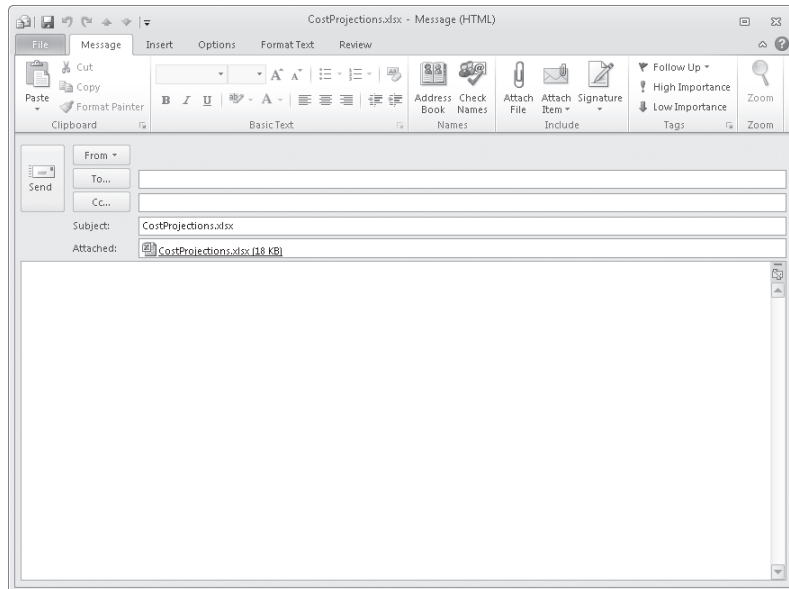 CostProjections.xlsx - Message (HTML)
File Message Insert Options Format Text Review
Paste
Cut
Copy
Format Painter
Clipboard
B I U
Basic Text
Address Book
Check Names
Names
Attach File
Attach Item
Signature
Include
Follow Up
High Importance
Low Importance
Tags
Zoom
Zoom
Send
From
To...
Cc...
Subject: CostProjections.xlsx
Attached: CostProjections.xlsx (18 KB)